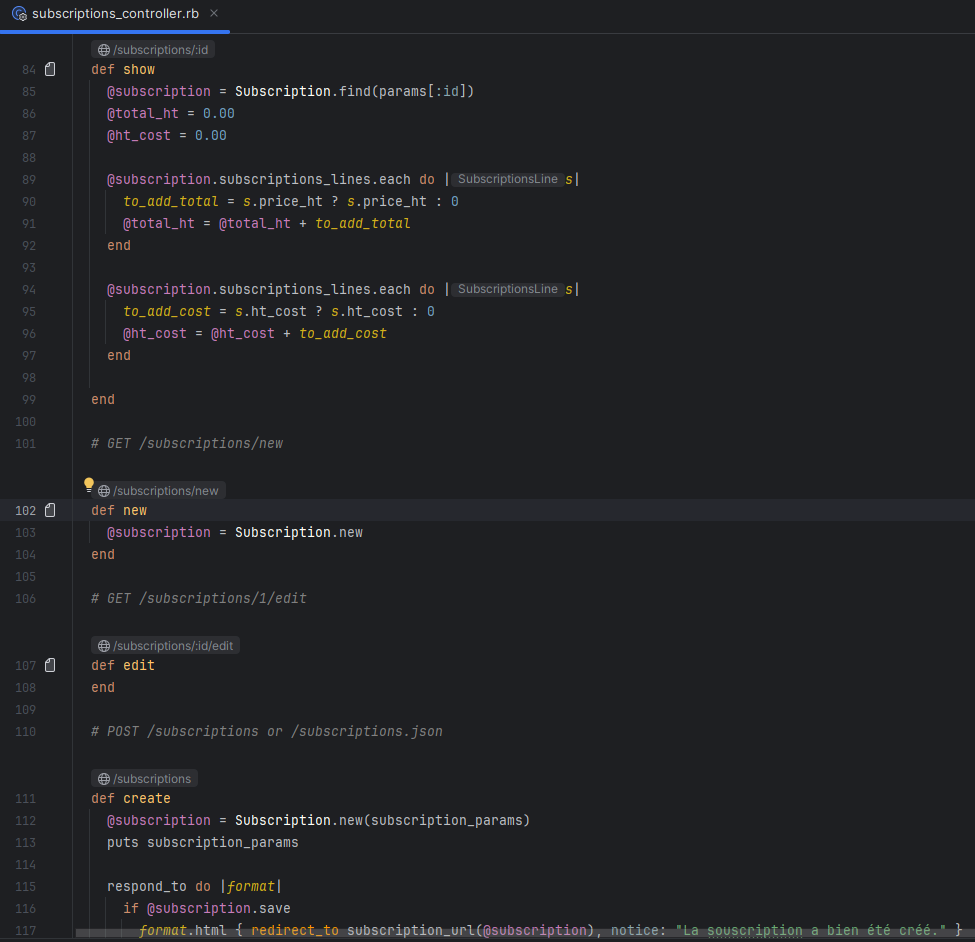 subscriptions_controller.rb ×
/subscriptions/:id
84 def show
85 @subscription = Subscription.find(params[:id])
86 @total_ht = 0.00
87 @ht_cost = 0.00
88
89 @subscription.subscriptions_lines.each do |SubscriptionsLine s|
90 to_add_total = s.price_ht ? s.price_ht : 0
91 @total_ht = @total_ht + to_add_total
92 end
93
94 @subscription.subscriptions_lines.each do |SubscriptionsLine s|
95 to_add_cost = s.ht_cost ? s.ht_cost : 0
96 @ht_cost = @ht_cost + to_add_cost
97 end
98
99 end
100
101 # GET /subscriptions/new
/subscriptions/new
102 def new
103 @subscription = Subscription.new
104 end
105
106 # GET /subscriptions/1/edit
/subscriptions/:id/edit
107 def edit
108 end
109
110 # POST /subscriptions or /subscriptions.json
/subscriptions
111 def create
112 @subscription = Subscription.new(subscription_params)
113 puts subscription_params
114
115 respond_to do |format|
116 if @subscription.save
117 format.html { redirect_to subscription_url(@subscription), notice: "La souscription a bien été créé." }